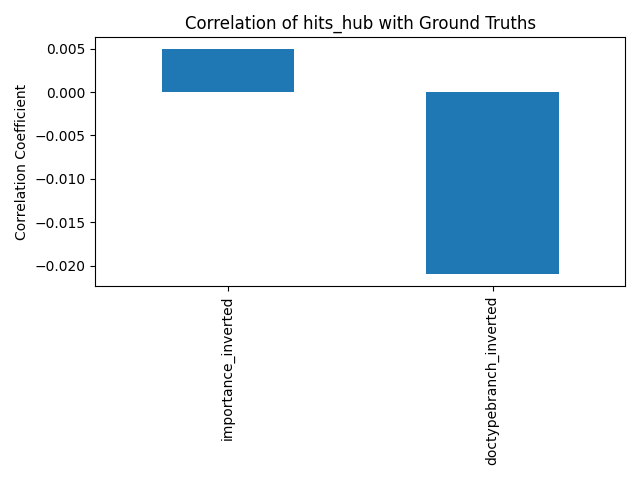 Correlation of hits_hub with Ground Truths
Correlation Coefficient
0.005
0.000
−0.005
−0.010
−0.015
−0.020
importance_inverted
doctypebranch_inverted